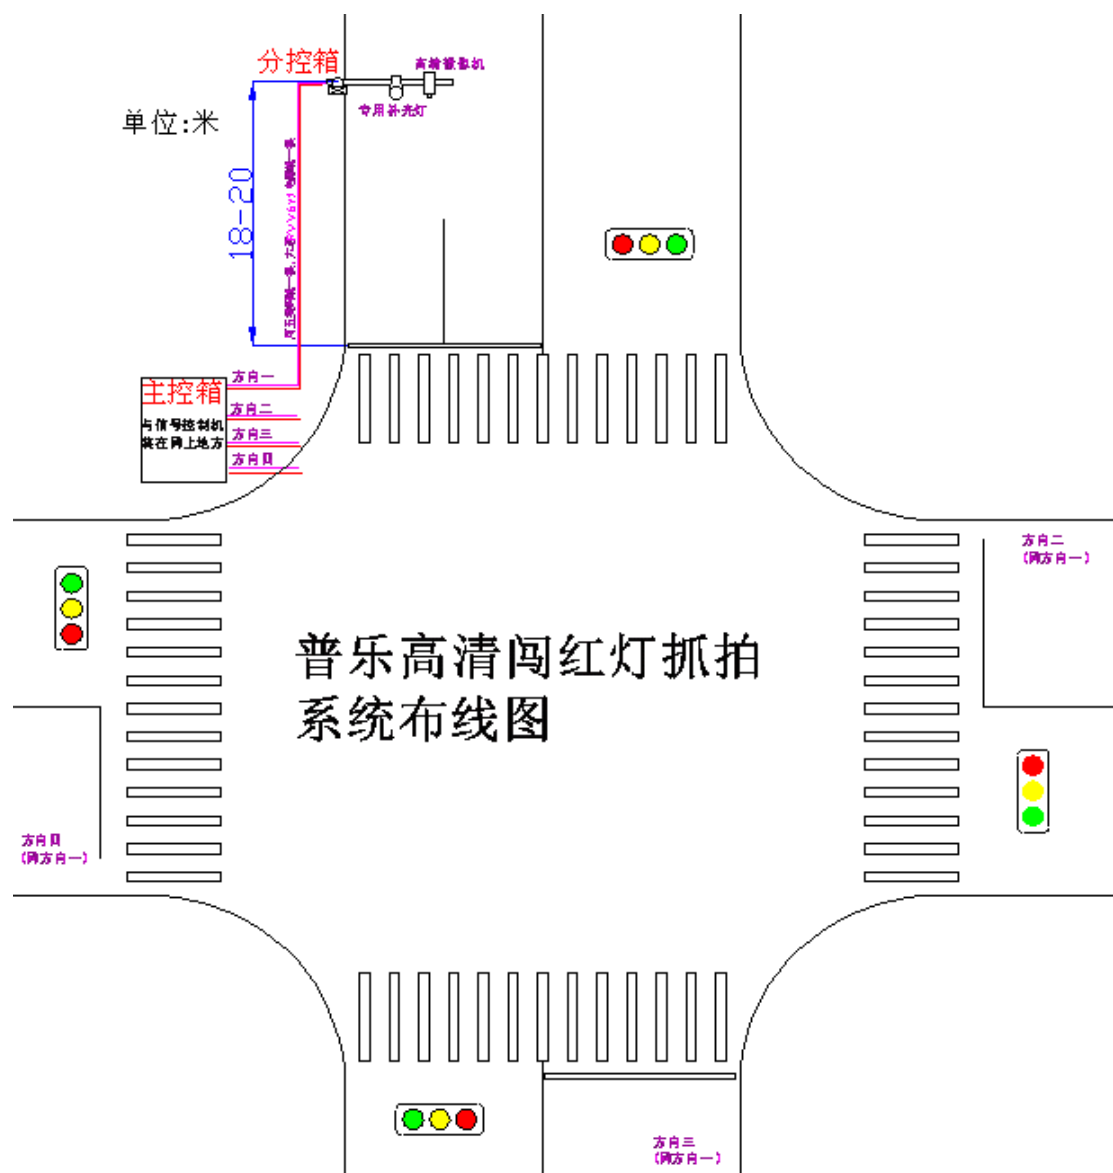 分控箱
高清摄像机
专用补光灯
单位:米
18-20
方向一
主控箱
方向二
与信号控制机
装在同上地方
方向三
方向四
方向二
(同方向一)
普乐高清闯红灯抓拍
系统布线图
方向四
(同方向一)
方向三
(同方向一)